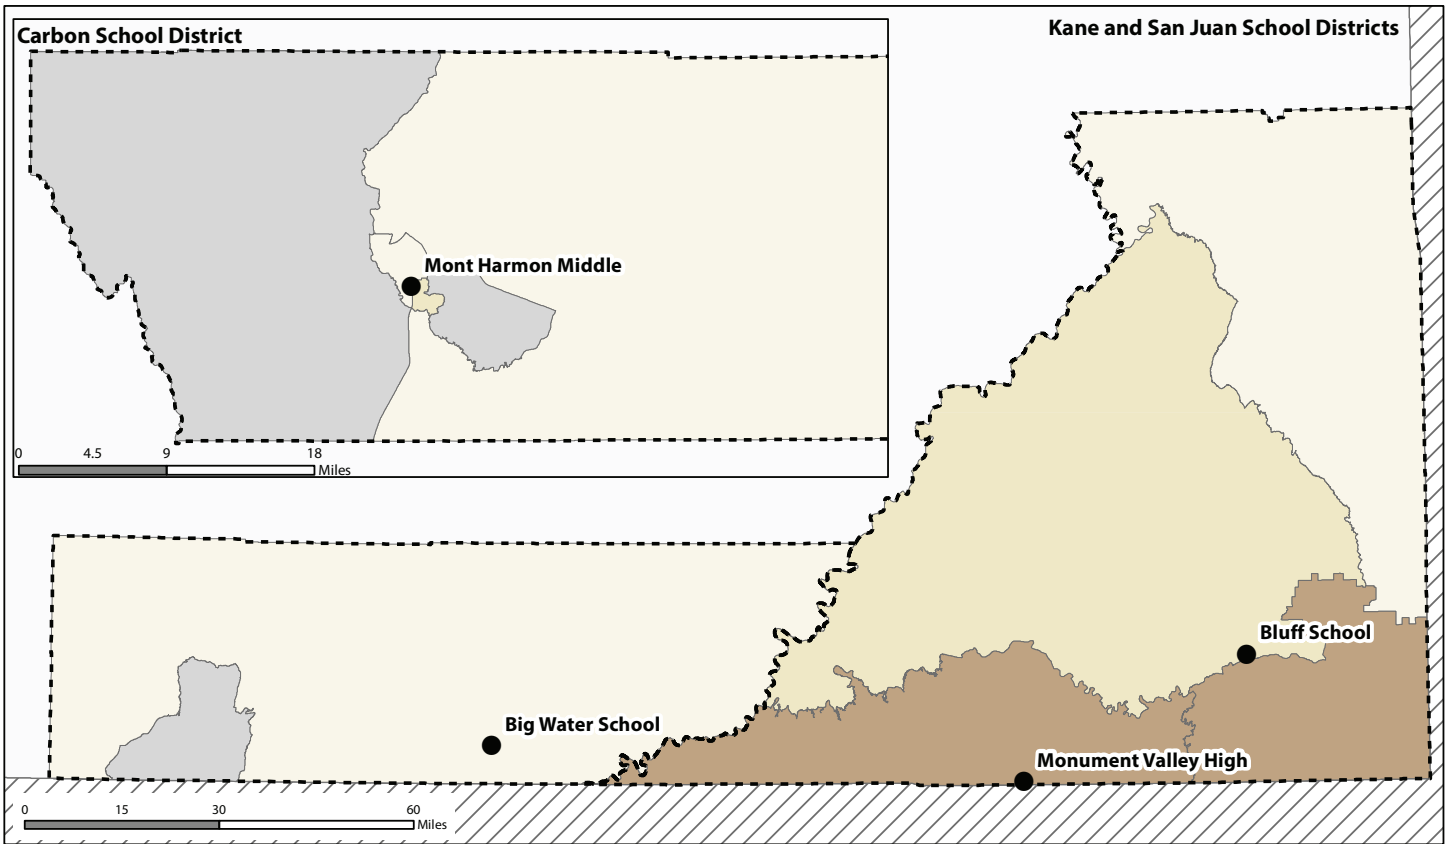 Carbon School District
Kane and San Juan School Districts
Mont Harmon Middle
0 4.5 9 18
Miles
Bluff School
Big Water School
Monument Valley High
0 15 30 60
Miles